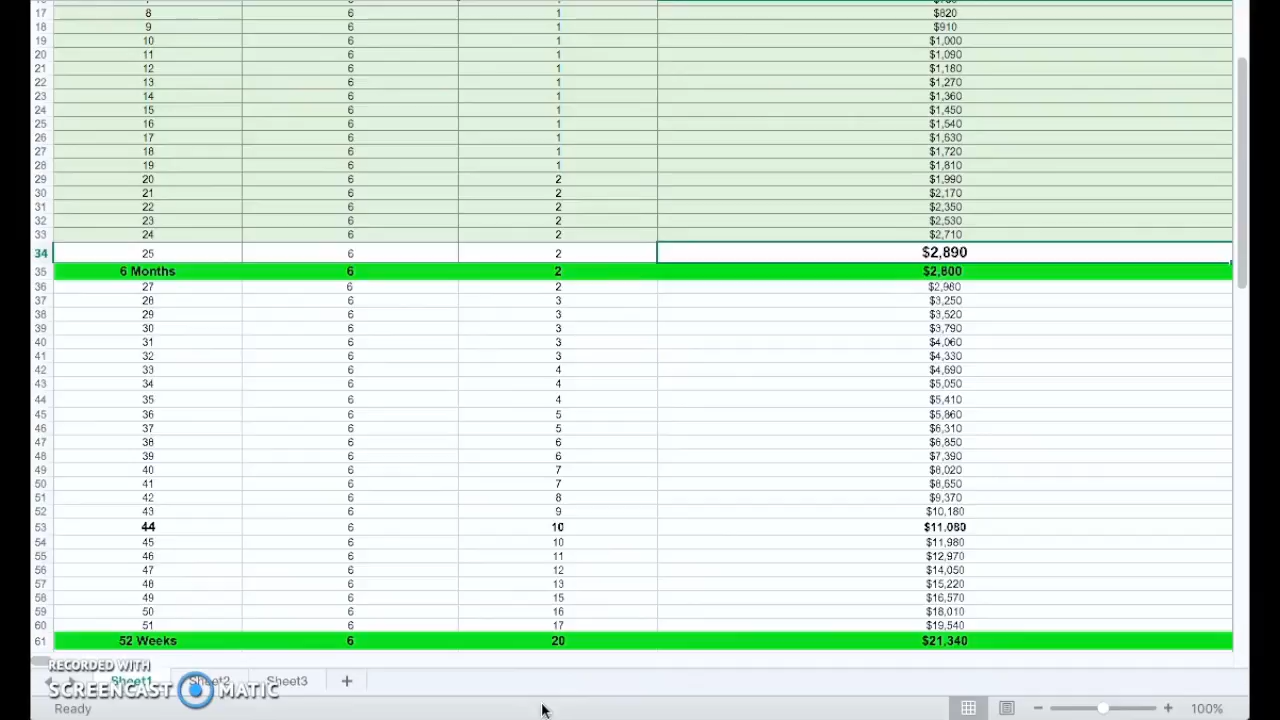 17 8 6 1 $820
18 9 6 1 $910
19 10 6 1 $1,000
20 11 6 1 $1,090
21 12 6 1 $1,180
22 13 6 1 $1,270
23 14 6 1 $1,360
24 15 6 1 $1,450
25 16 6 1 $1,540
26 17 6 1 $1,630
27 18 6 1 $1,720
28 19 6 1 $1,810
29 20 6 2 $1,990
30 21 6 2 $2,170
31 22 6 2 $2,350
32 23 6 2 $2,530
33 24 6 2 $2,710
34 25 6 2 $2,890
35 6 Months 6 2 $2,800
36 27 6 2 $2,980
37 28 6 3 $3,250
38 29 6 3 $3,520
39 30 6 3 $3,790
40 31 6 3 $4,060
41 32 6 3 $4,330
42 33 6 4 $4,690
43 34 6 4 $5,050
44 35 6 4 $5,410
45 36 6 5 $5,860
46 37 6 5 $6,310
47 38 6 6 $6,850
48 39 6 6 $7,390
49 40 6 7 $8,020
50 41 6 7 $8,650
51 42 6 8 $9,370
52 43 6 9 $10,180
53 44 6 10 $11,080
54 45 6 10 $11,980
55 46 6 11 $12,970
56 47 6 12 $14,050
57 48 6 13 $15,220
58 49 6 15 $16,570
59 50 6 16 $18,010
60 51 6 17 $19,540
61 52 Weeks 6 20 $21,340
RECORDED WITH
Sheet1 Sheet2 Sheet3 +
SCREENCAST MATIC
Ready 100%